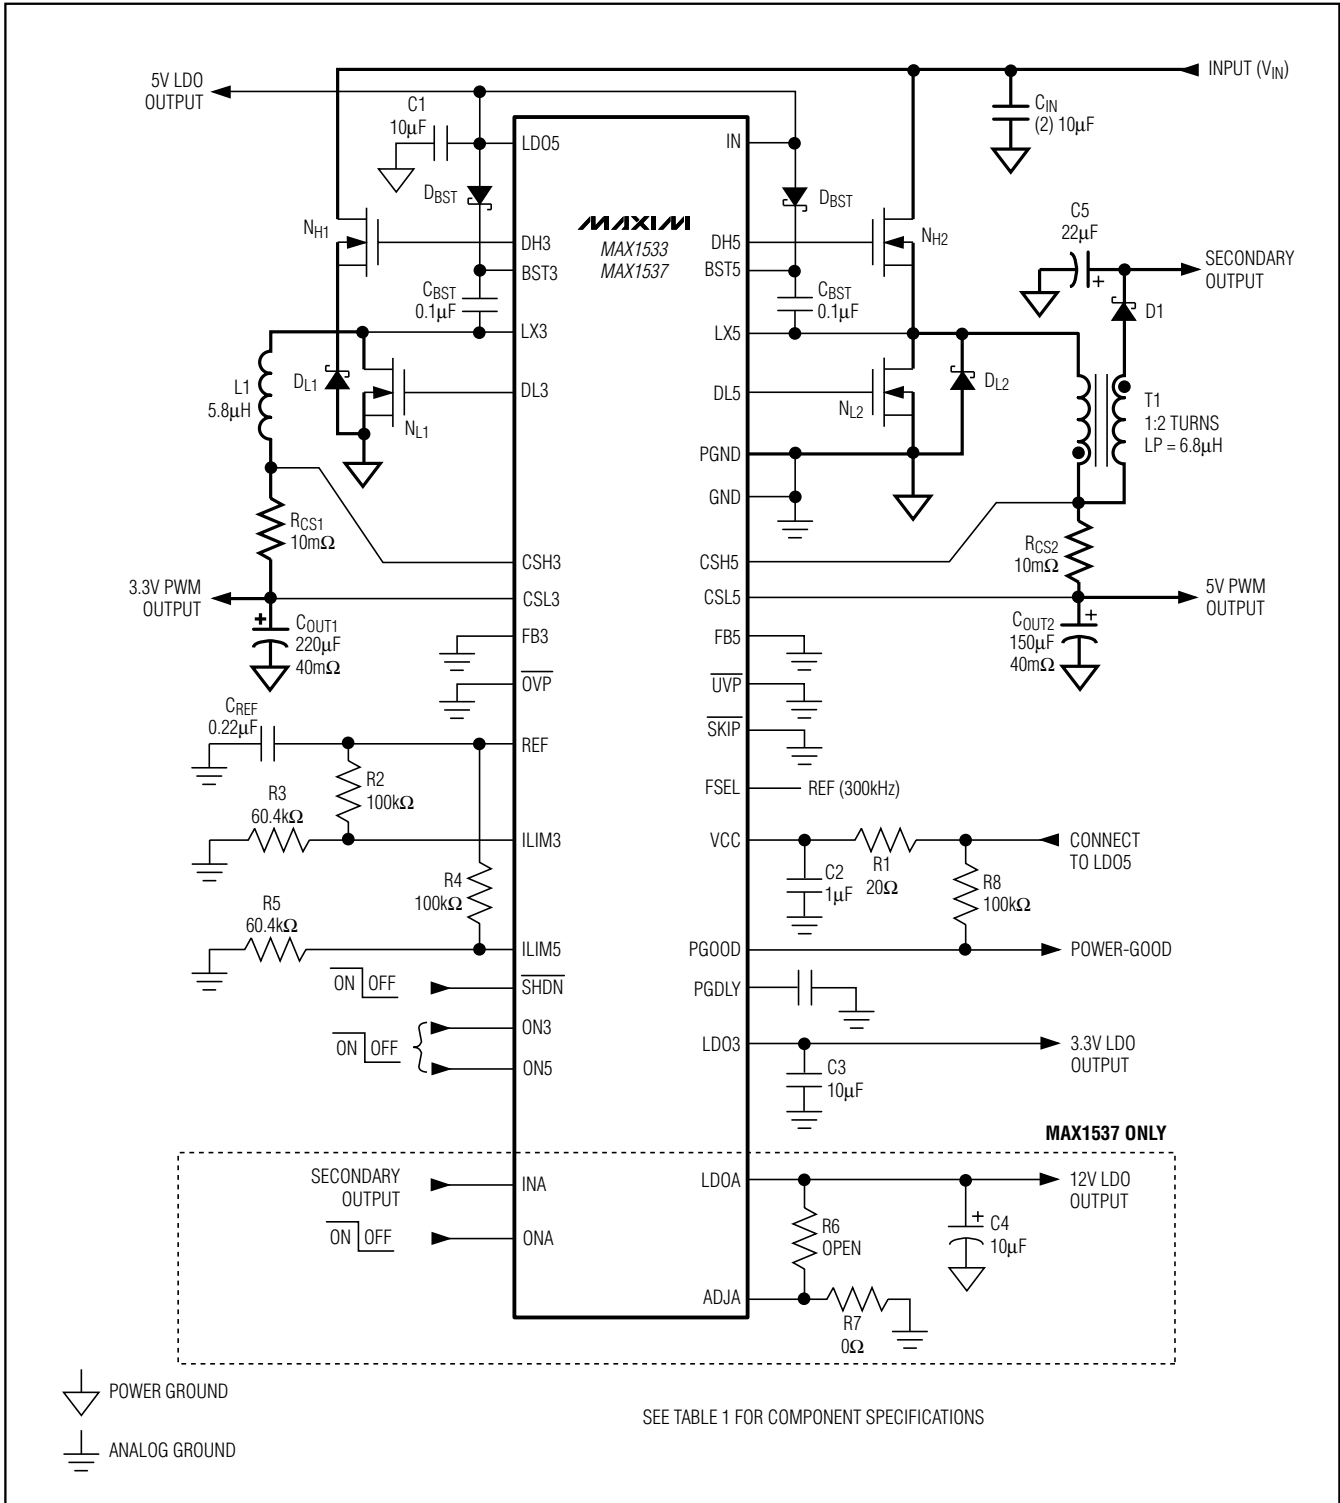 INPUT (VIN)
5V LDO
OUTPUT
C1
10µF
CIN
(2) 10µF
LDO5
IN
DBST
DBST
C5
22µF
MAXIM
NH1
NH2
MAX1533
MAX1537
DH3
DH5
BST3
BST5
SECONDARY
OUTPUT
+
CBST
0.1µF
CBST
0.1µF
D1
LX3
LX5
L1
5.8µH
DL1
DL3
DL5
DL2
NL1
NL2
T1
1:2 TURNS
LP = 6.8µH
PGND
GND
RCS1
10mΩ
RCS2
10mΩ
CSH3
CSH5
3.3V PWM
OUTPUT
CSL3
CSL5
5V PWM
OUTPUT
+
COUT1
220µF
40mΩ
+
COUT2
150µF
40mΩ
FB3
FB5
OVP
UVP
CREF
0.22µF
SKIP
REF
R2
100kΩ
R3
60.4kΩ
FSEL
REF (300kHz)
ILIM3
VCC
CONNECT
TO LDO5
R1
20Ω
C2
1µF
R4
100kΩ
R8
100kΩ
R5
60.4kΩ
ILIM5
PGOOD
POWER-GOOD
ON OFF
SHDN
PGDLY
ON OFF
ON3
ON5
LDO3
3.3V LDO
OUTPUT
C3
10µF
MAX1537 ONLY
SECONDARY
OUTPUT
INA
LDOA
12V LDO
OUTPUT
ON OFF
ONA
R6
OPEN
+
C4
10µF
ADJA
R7
0Ω
POWER GROUND
SEE TABLE 1 FOR COMPONENT SPECIFICATIONS
ANALOG GROUND